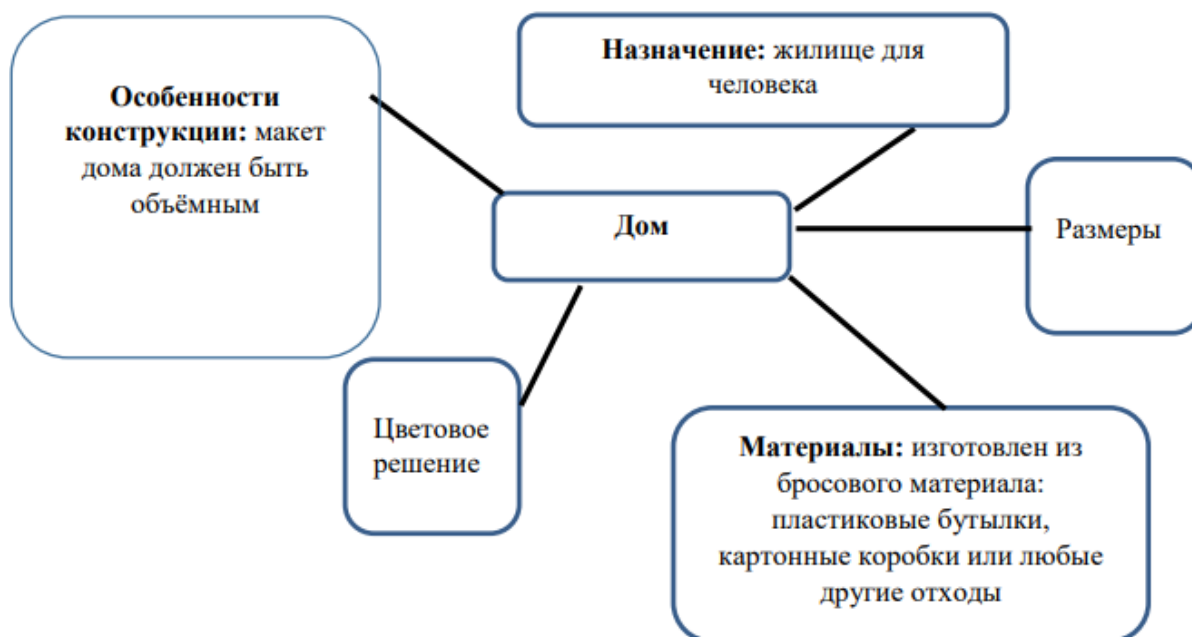 Назначение: жилище для
человека
Особенности
конструкции: макет
дома должен быть
объёмным
Дом
Размеры
Цветовое
решение
Материалы: изготовлен из
бросового материала:
пластиковые бутылки,
картонные коробки или любые
другие отходы